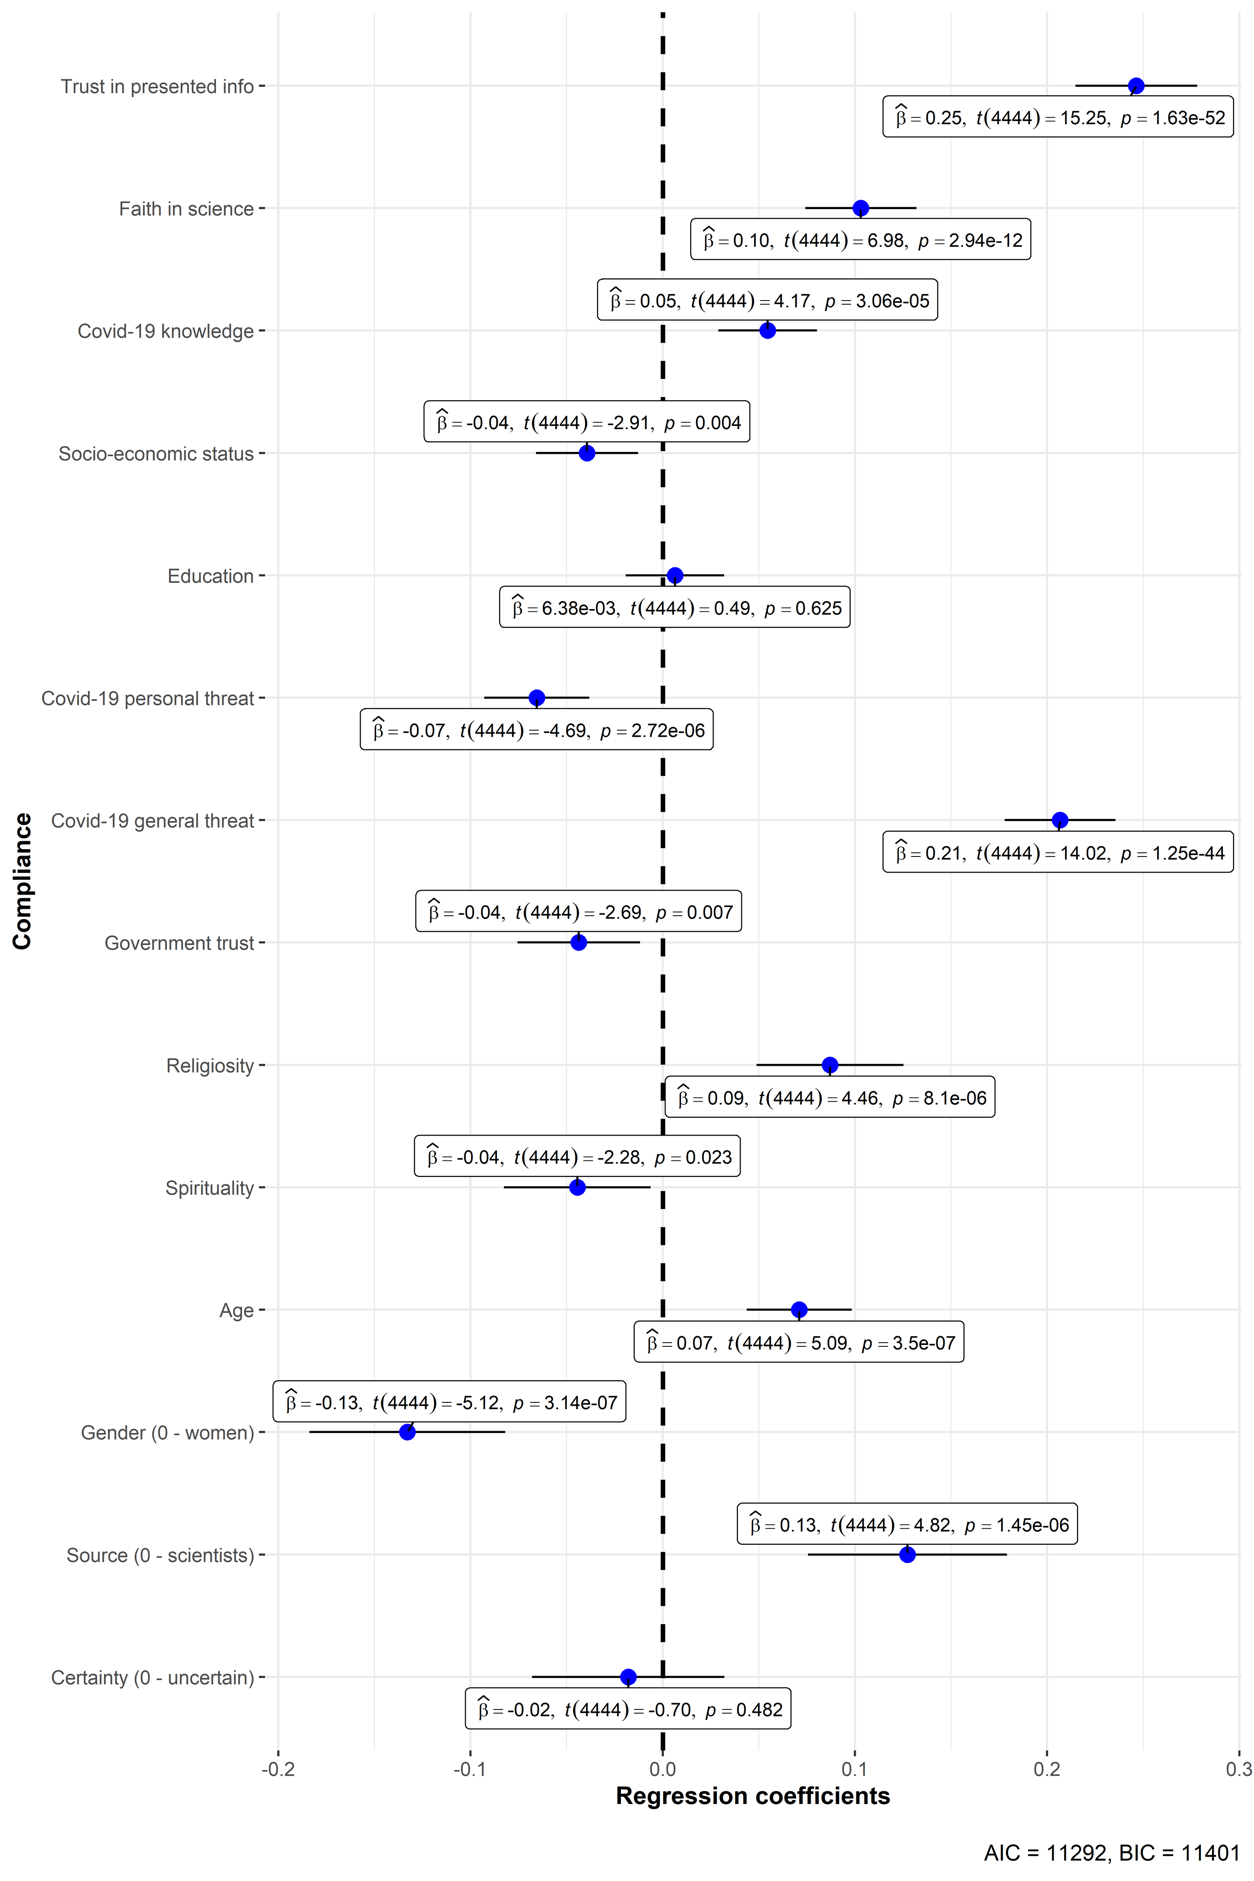 Trust in presented info
β̂ = 0.25, t(4444) = 15.25, p = 1.63e-52
Faith in science
β̂ = 0.10, t(4444) = 6.98, p = 2.94e-12
β̂ = 0.05, t(4444) = 4.17, p = 3.06e-05
Covid-19 knowledge
β̂ = -0.04, t(4444) = -2.91, p = 0.004
Socio-economic status
Education
β̂ = 6.38e-03, t(4444) = 0.49, p = 0.625
Covid-19 personal threat
β̂ = -0.07, t(4444) = -4.69, p = 2.72e-06
Covid-19 general threat
β̂ = 0.21, t(4444) = 14.02, p = 1.25e-44
Compliance
β̂ = -0.04, t(4444) = -2.69, p = 0.007
Government trust
Religiosity
β̂ = 0.09, t(4444) = 4.46, p = 8.1e-06
β̂ = -0.04, t(4444) = -2.28, p = 0.023
Spirituality
Age
β̂ = 0.07, t(4444) = 5.09, p = 3.5e-07
β̂ = -0.13, t(4444) = -5.12, p = 3.14e-07
Gender (0 - women)
β̂ = 0.13, t(4444) = 4.82, p = 1.45e-06
Source (0 - scientists)
Certainty (0 - uncertain)
β̂ = -0.02, t(4444) = -0.70, p = 0.482
-0.2 -0.1 0.0 0.1 0.2 0.3
Regression coefficients
AIC = 11292, BIC = 11401